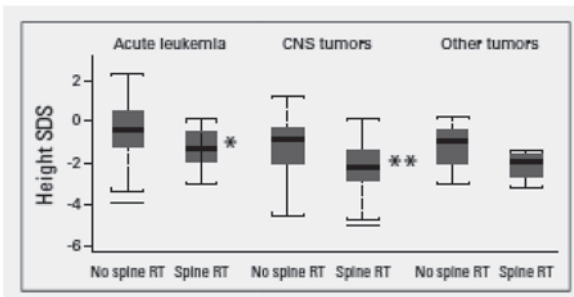 Acute leukemia CNS tumors Other tumors
Height SDS
2
0
-2
-4
-6
*
**
No spine RT Spine RT No spine RT Spine RT No spine RT Spine RT